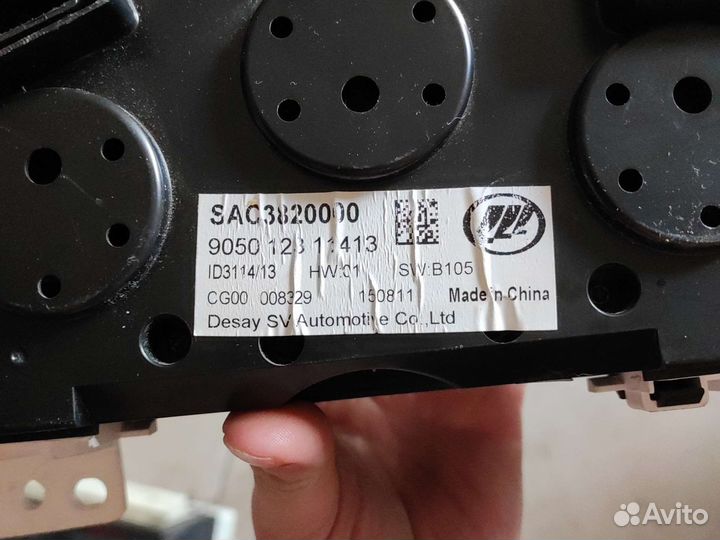 SAC3820000
9050 123 11413
ID3114/13 HW:01 SW:B105
CG00 008329 150811 Made in China
Desay SV Automotive Co.,Ltd
Avito